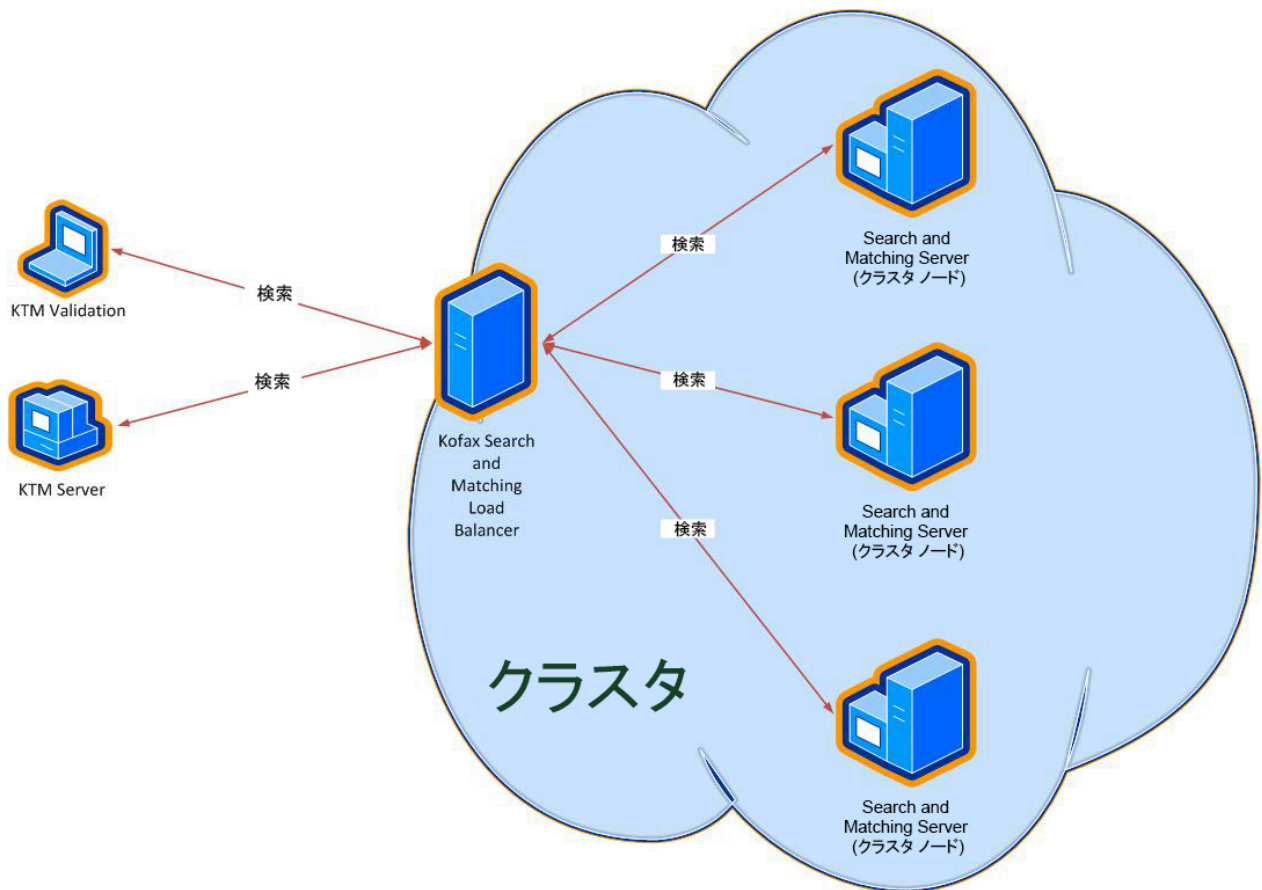 検索
KTM Validation
検索
KTM Server
Kofax Search
and
Matching
Load
Balancer
検索
検索
検索
Search and
Matching Server
(クラスタ ノード)
Search and
Matching Server
(クラスタ ノード)
Search and
Matching Server
(クラスタ ノード)
クラスタ